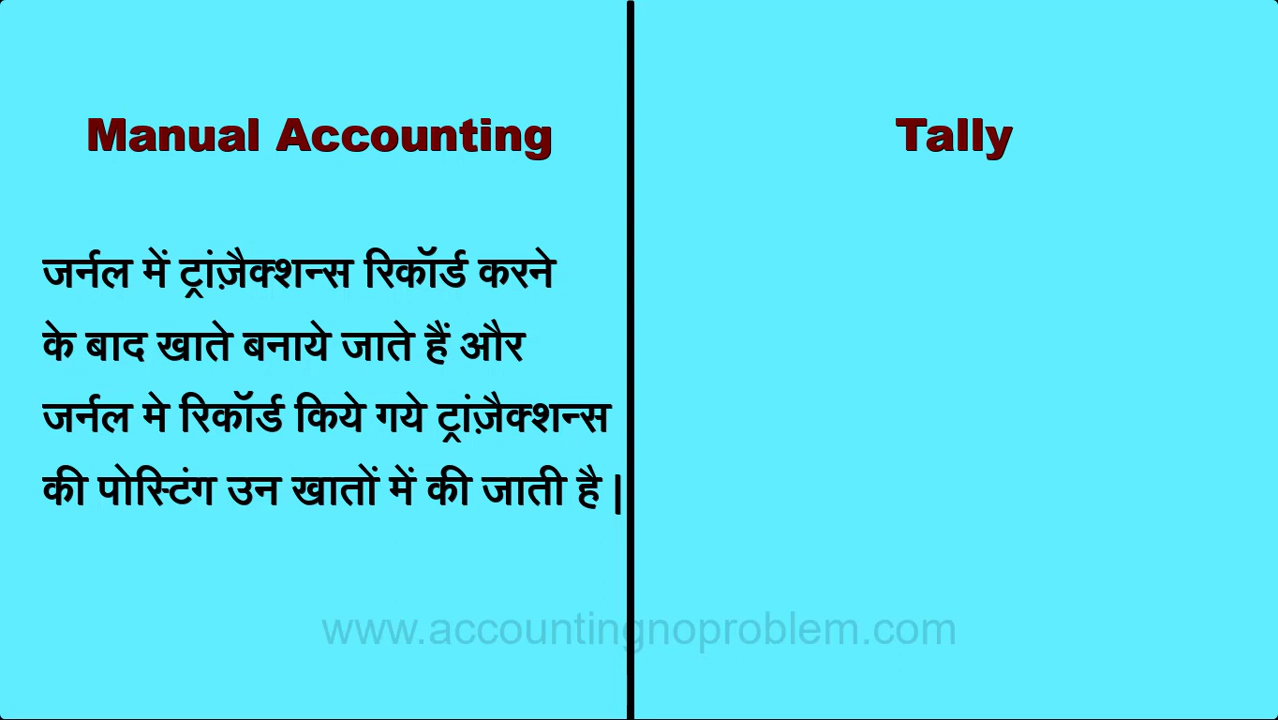 Manual Accounting
Tally
जर्नल में ट्रांज़ैक्शन्स रिकॉर्ड करने
के बाद खाते बनाये जाते हैं और
जर्नल मे रिकॉर्ड किये गये ट्रांज़ैक्शन्स
की पोस्टिंग उन खातों में की जाती है |
www.accountingnoproblem.com